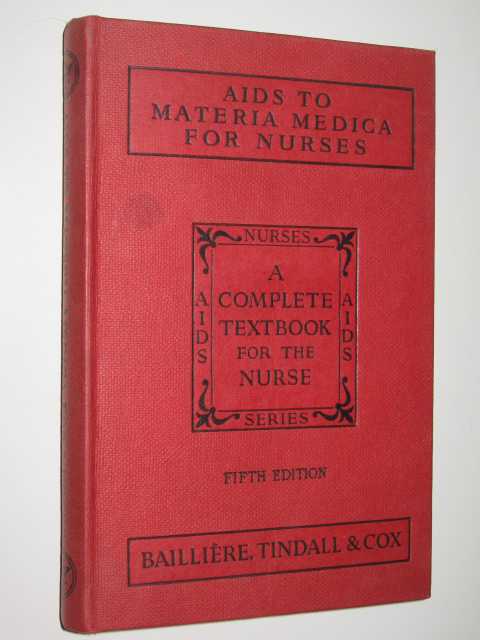 AIDS TO
MATERIA MEDICA
FOR NURSES
NURSES
AIDS
A
COMPLETE
TEXTBOOK
FOR THE
NURSE
AIDS
SERIES
FIFTH EDITION
BAILLIÈRE, TINDALL & COX